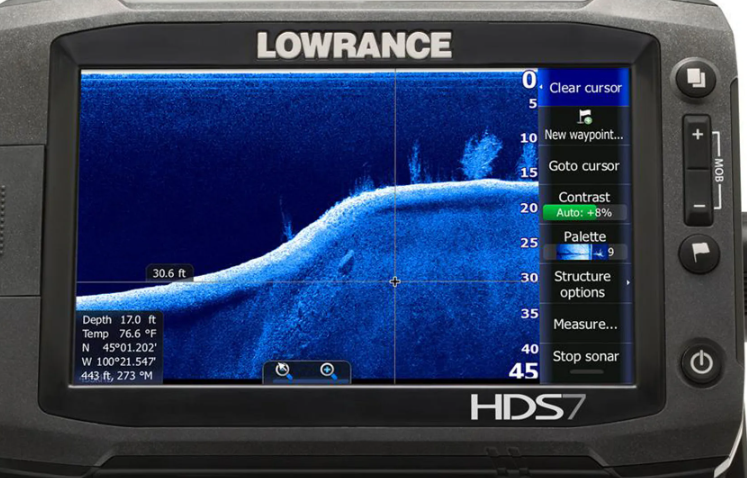 LOWRANCE
0
5
10
15
20
25
30
35
40
45
Clear cursor
New waypoint...
Goto cursor
Contrast
Auto: +8%
Palette
9
Structure
options
Measure...
Stop sonar
30.6 ft
Depth 17.0 ft
Temp 76.6 °F
N 45°01.202'
W 100°21.547'
443 ft, 273 °M
+
MOB
−
HDS7